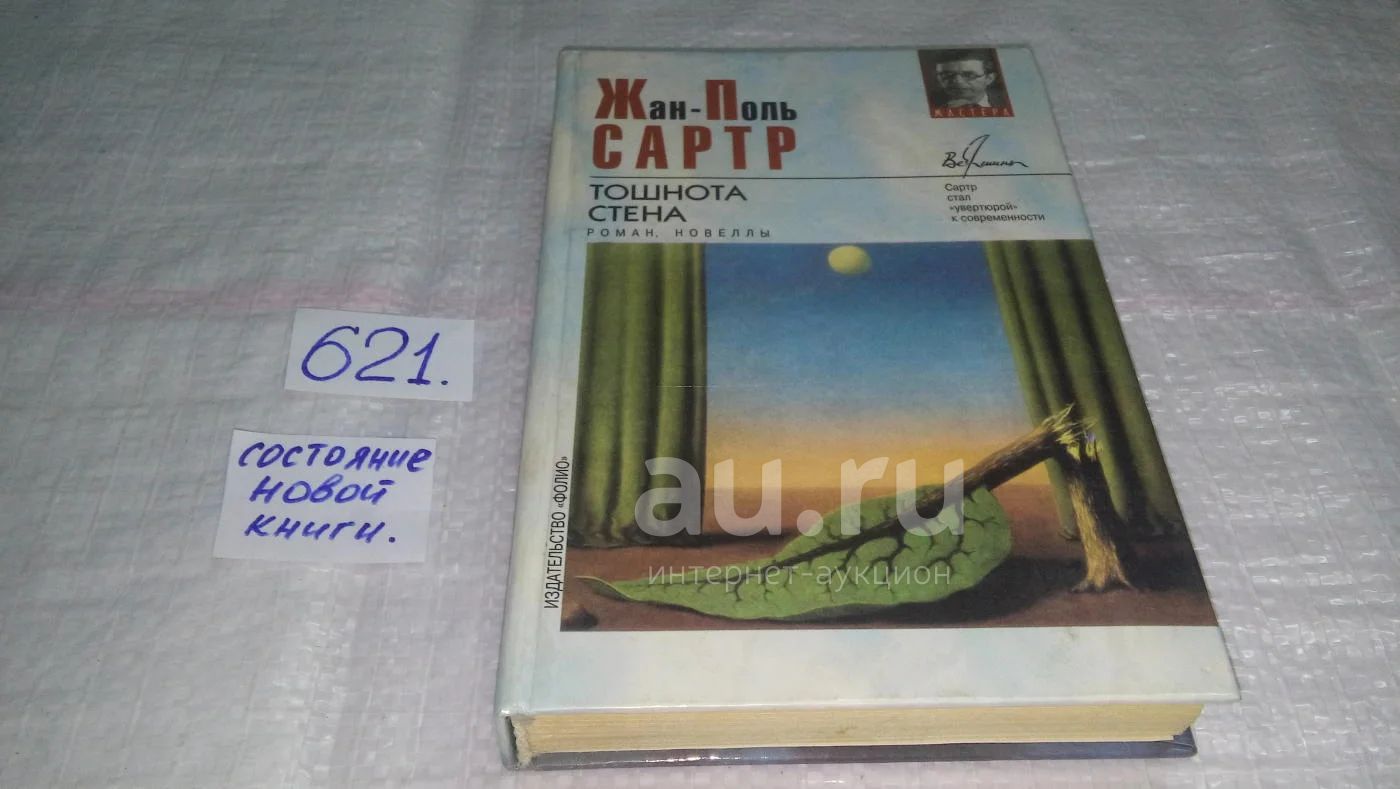 Жан-Поль
САРТР
ТОШНОТА
СТЕНА
РОМАН, НОВЕЛЛЫ
МАСТЕРА
Сартр
стал
«увертюрой»
к современности
ИЗДАТЕЛЬСТВО «ФОЛИО»
621.
состояние
новой
книги.
au.ru
интернет-аукцион